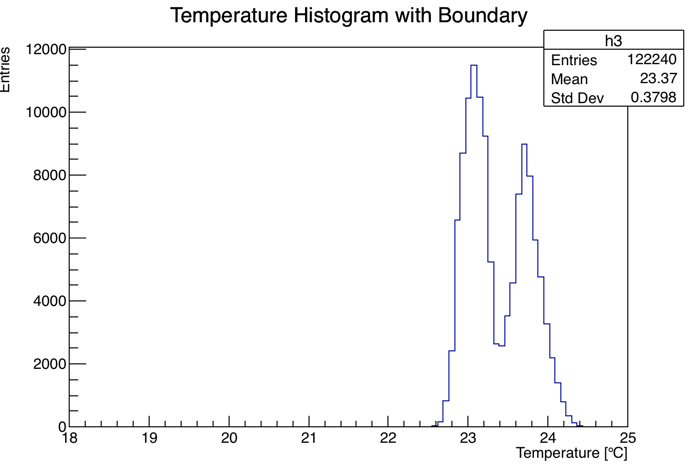 Temperature Histogram with Boundary
h3
Entries 122240
Mean 23.37
Std Dev 0.3798
Entries
12000
10000
8000
6000
4000
2000
0
18 19 20 21 22 23 24 25
Temperature [°C]